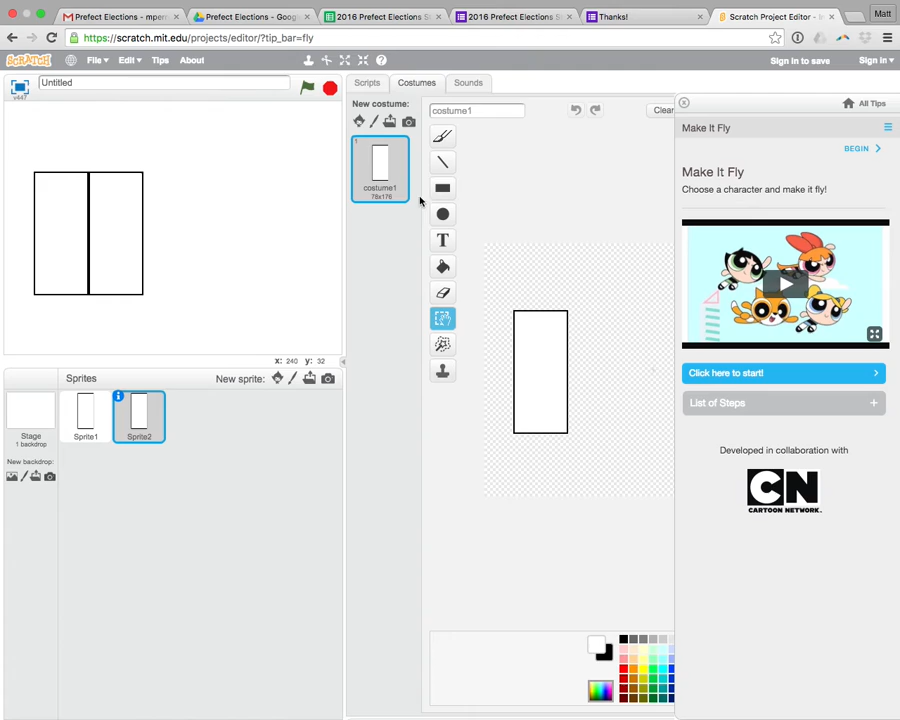 Prefect Elections - mpen
Prefect Elections - Goog
2016 Prefect Elections S
2016 Prefect Elections S
Thanks!
Scratch Project Editor - I
Matt
https://scratch.mit.edu/projects/editor/?tip_bar=fly
SCRATCH File Edit Tips About Sign in to save Sign in
v447 Untitled
Scripts Costumes Sounds
New costume:
costume1 Clear
1
costume1
78x176
T
All Tips
Make It Fly
BEGIN
Make It Fly
Choose a character and make it fly!
Click here to start!
List of Steps +
Developed in collaboration with
CN
CARTOON NETWORK.
x: 240 y: 32
Sprites New sprite:
Stage
1 backdrop
New backdrop:
Sprite1
Sprite2